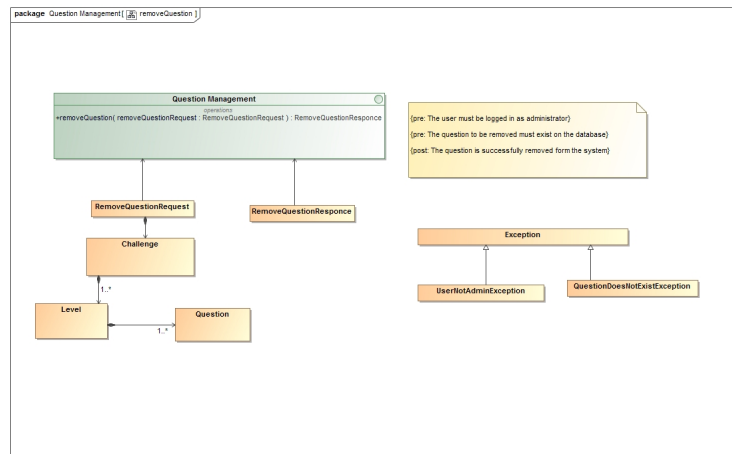 package Question Management[ removeQuestion ]
Question Management
operations
+removeQuestion( removeQuestionRequest : RemoveQuestionRequest ) : RemoveQuestionResponce
{pre: The user must be logged in as administrator}
{pre: The question to be removed must exist on the database}
{post: The question is successfully removed form the system}
RemoveQuestionRequest
RemoveQuestionResponce
Challenge
1..*
Level
Question
1..*
Exception
UserNotAdminException
QuestionDoesNotExistException